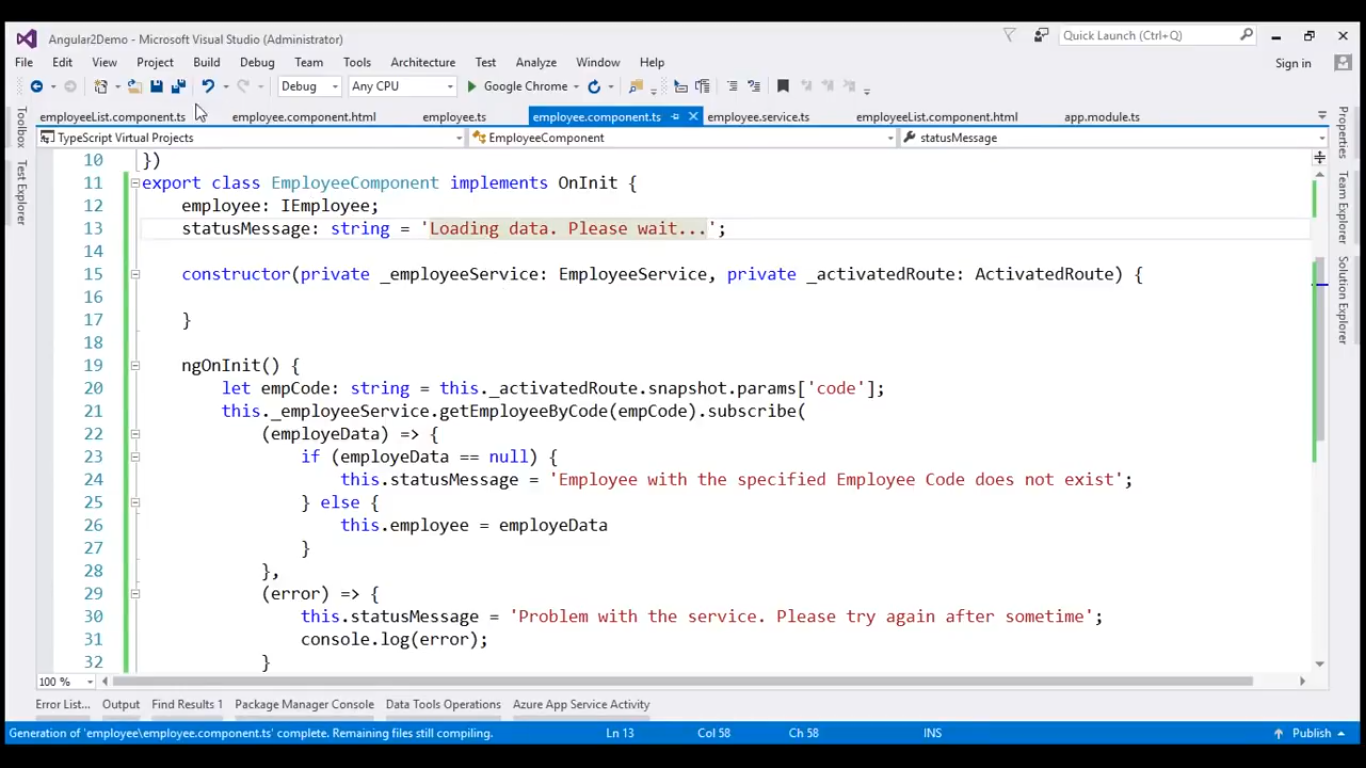 Angular2Demo - Microsoft Visual Studio (Administrator)
Quick Launch (Ctrl+Q)
File Edit View Project Build Debug Team Tools Architecture Test Analyze Window Help
Sign in
Debug Any CPU Google Chrome
employeeList.component.ts employee.component.html employee.ts employee.component.ts employee.service.ts employeeList.component.html app.module.ts
TypeScript Virtual Projects EmployeeComponent statusMessage
Toolbox
Test Explorer
Properties
Team Explorer
Solution Explorer
10 })
11 export class EmployeeComponent implements OnInit {
12 employee: IEmployee;
13 statusMessage: string = 'Loading data. Please wait...';
14
15 constructor(private _employeeService: EmployeeService, private _activatedRoute: ActivatedRoute) {
16
17 }
18
19 ngOnInit() {
20 let empCode: string = this._activatedRoute.snapshot.params['code'];
21 this._employeeService.getEmployeeByCode(empCode).subscribe(
22 (employeData) => {
23 if (employeData == null) {
24 this.statusMessage = 'Employee with the specified Employee Code does not exist';
25 } else {
26 this.employee = employeData
27 }
28 },
29 (error) => {
30 this.statusMessage = 'Problem with the service. Please try again after sometime';
31 console.log(error);
32 }
100 %
Error List... Output Find Results 1 Package Manager Console Data Tools Operations Azure App Service Activity
Generation of 'employee\employee.component.ts' complete. Remaining files still compiling. Ln 13 Col 58 Ch 58 INS Publish